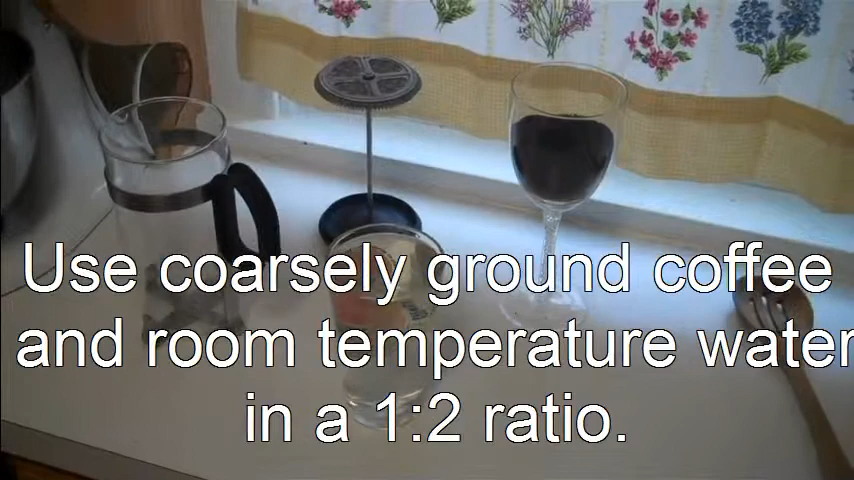 Use coarsely ground coffee
and room temperature water
in a 1:2 ratio.